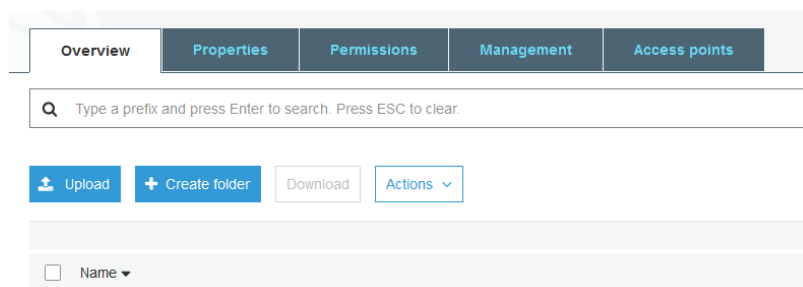 Overview Properties Permissions Management Access points
Type a prefix and press Enter to search. Press ESC to clear.
Upload Create folder Download Actions
Name